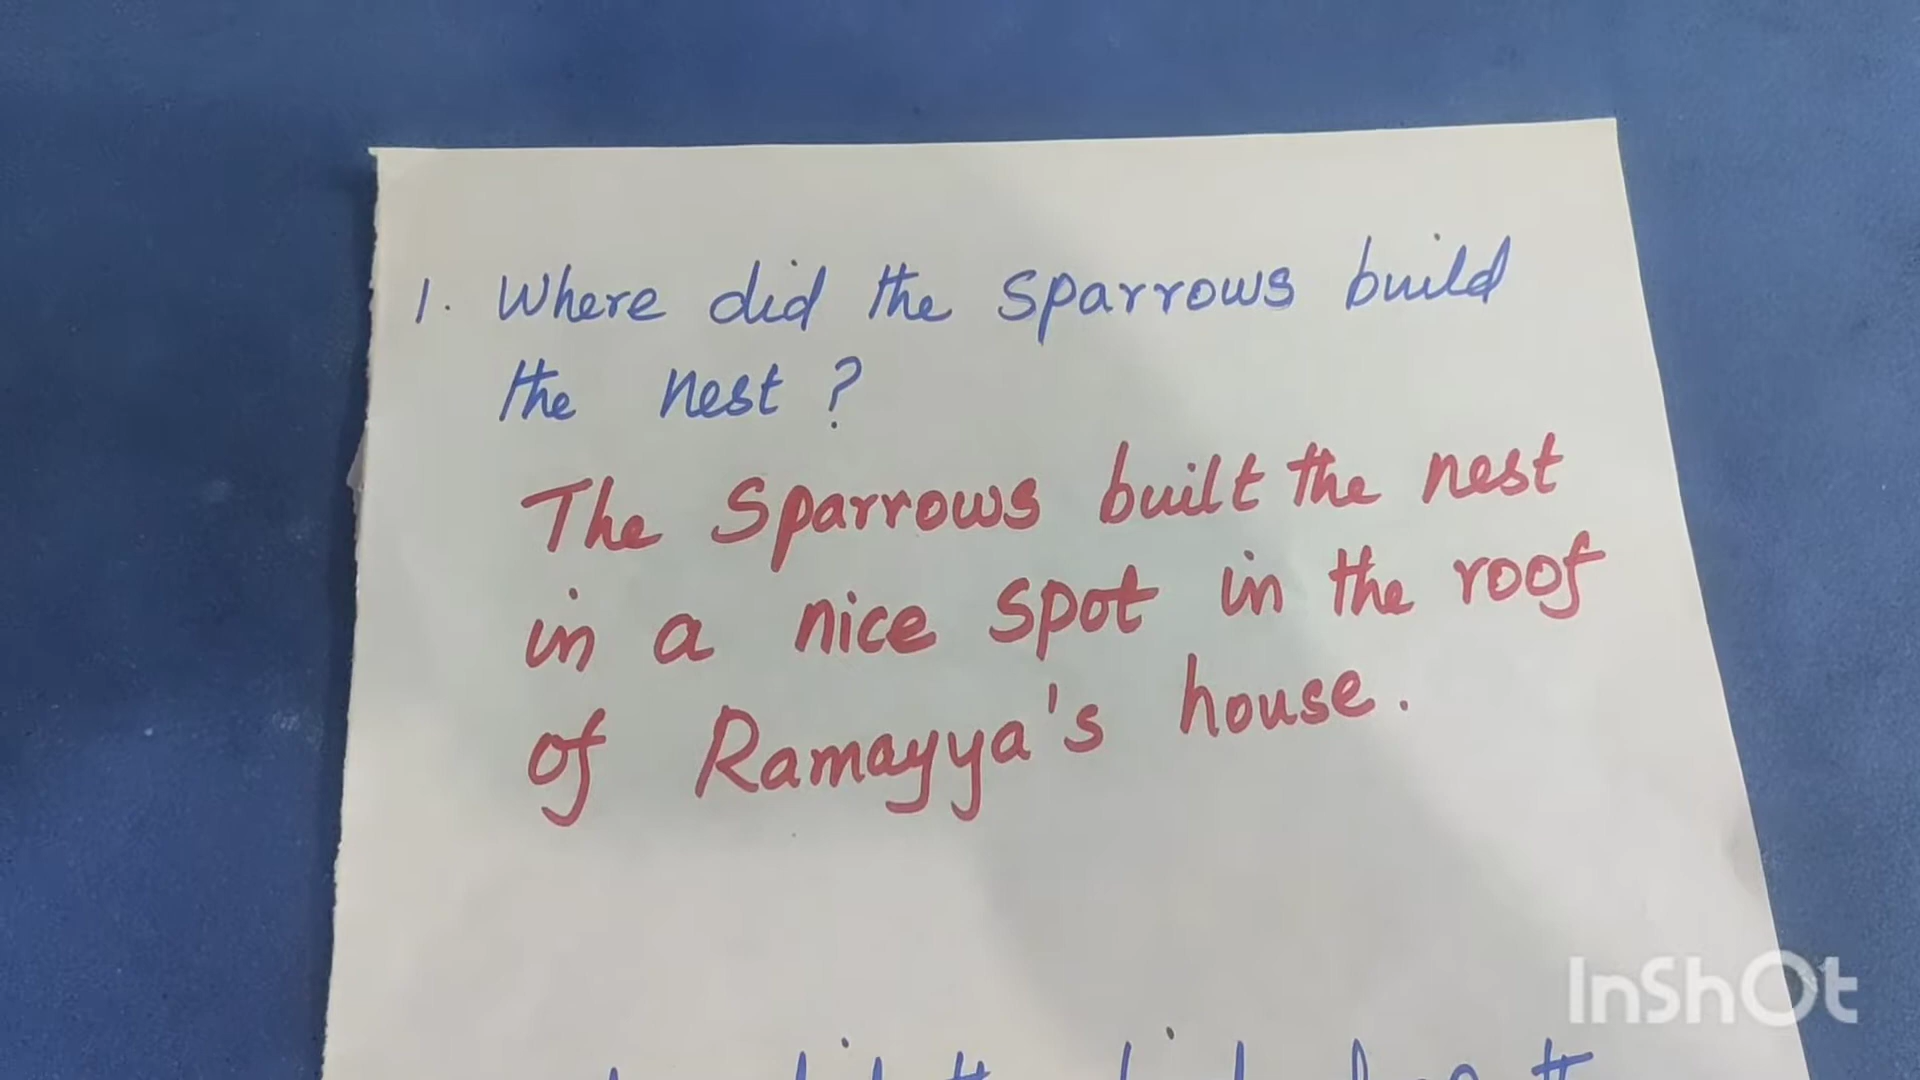 1. Where did the sparrows build
the nest ?
The Sparrows built the nest
in a nice spot in the roof
of Ramayya's house.
InShOt